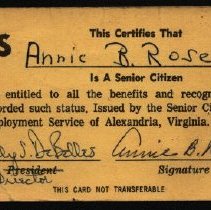 S This Certifies That
Annie B. Rose
Is A Senior Citizen
entitled to all the benefits and recogn
orded such status. Issued by the Senior Ci
ployment Service of Alexandria, Virginia.
Annie B.
President Signature
Director
THIS CARD NOT TRANSFERABLE